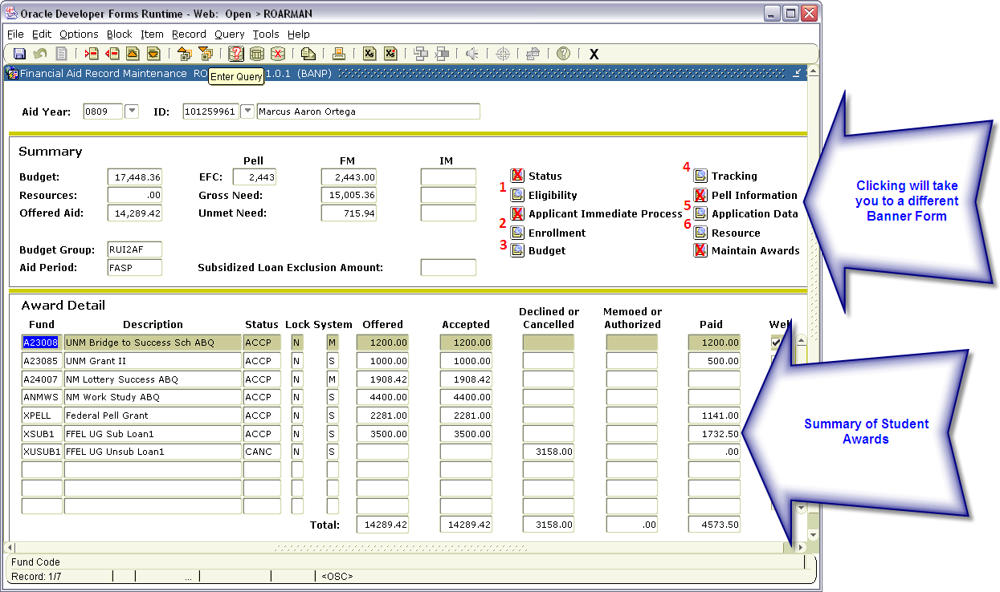 Oracle Developer Forms Runtime - Web: Open > ROARMAN
File Edit Options Block Item Record Query Tools Help
X
Financial Aid Record Maintenance RO 1.0.1 (BANP)
Enter Query
Aid Year: 0809 ID: 101259961 Marcus Aaron Ortega
Summary
Pell FM IM
Budget: 17,448.36 EFC: 2,443 2,443.00
Resources: .00 Gross Need: 15,005.36
Offered Aid: 14,289.42 Unmet Need: 715.94
Budget Group: RUI2AF
Aid Period: FASP Subsidized Loan Exclusion Amount:
Status
1 Eligibility
Applicant Immediate Process
2 Enrollment
3 Budget
4 Tracking
Pell Information
5 Application Data
6 Resource
Maintain Awards
Clicking will take
you to a different
Banner Form
Award Detail
Declined or Memoed or
Fund Description Status Lock System Offered Accepted Cancelled Authorized Paid
A23008 UNM Bridge to Success Sch ABQ ACCP N M 1200.00 1200.00 1200.00
A23085 UNM Grant II ACCP N S 1000.00 1000.00 500.00
A24007 NM Lottery Success ABQ ACCP N M 1908.42 1908.42
ANMWS NM Work Study ABQ ACCP N S 4400.00 4400.00
XPELL Federal Pell Grant ACCP N S 2281.00 2281.00 1141.00
XSUB1 FFEL UG Sub Loan1 ACCP N S 3500.00 3500.00 1732.50
XUSUB1 FFEL UG Unsub Loan1 CANC N S 3158.00 .00
Total: 14289.42 14289.42 3158.00 .00 4573.50
Summary of Student
Awards
Fund Code
Record: 1/7 ... <OSC>